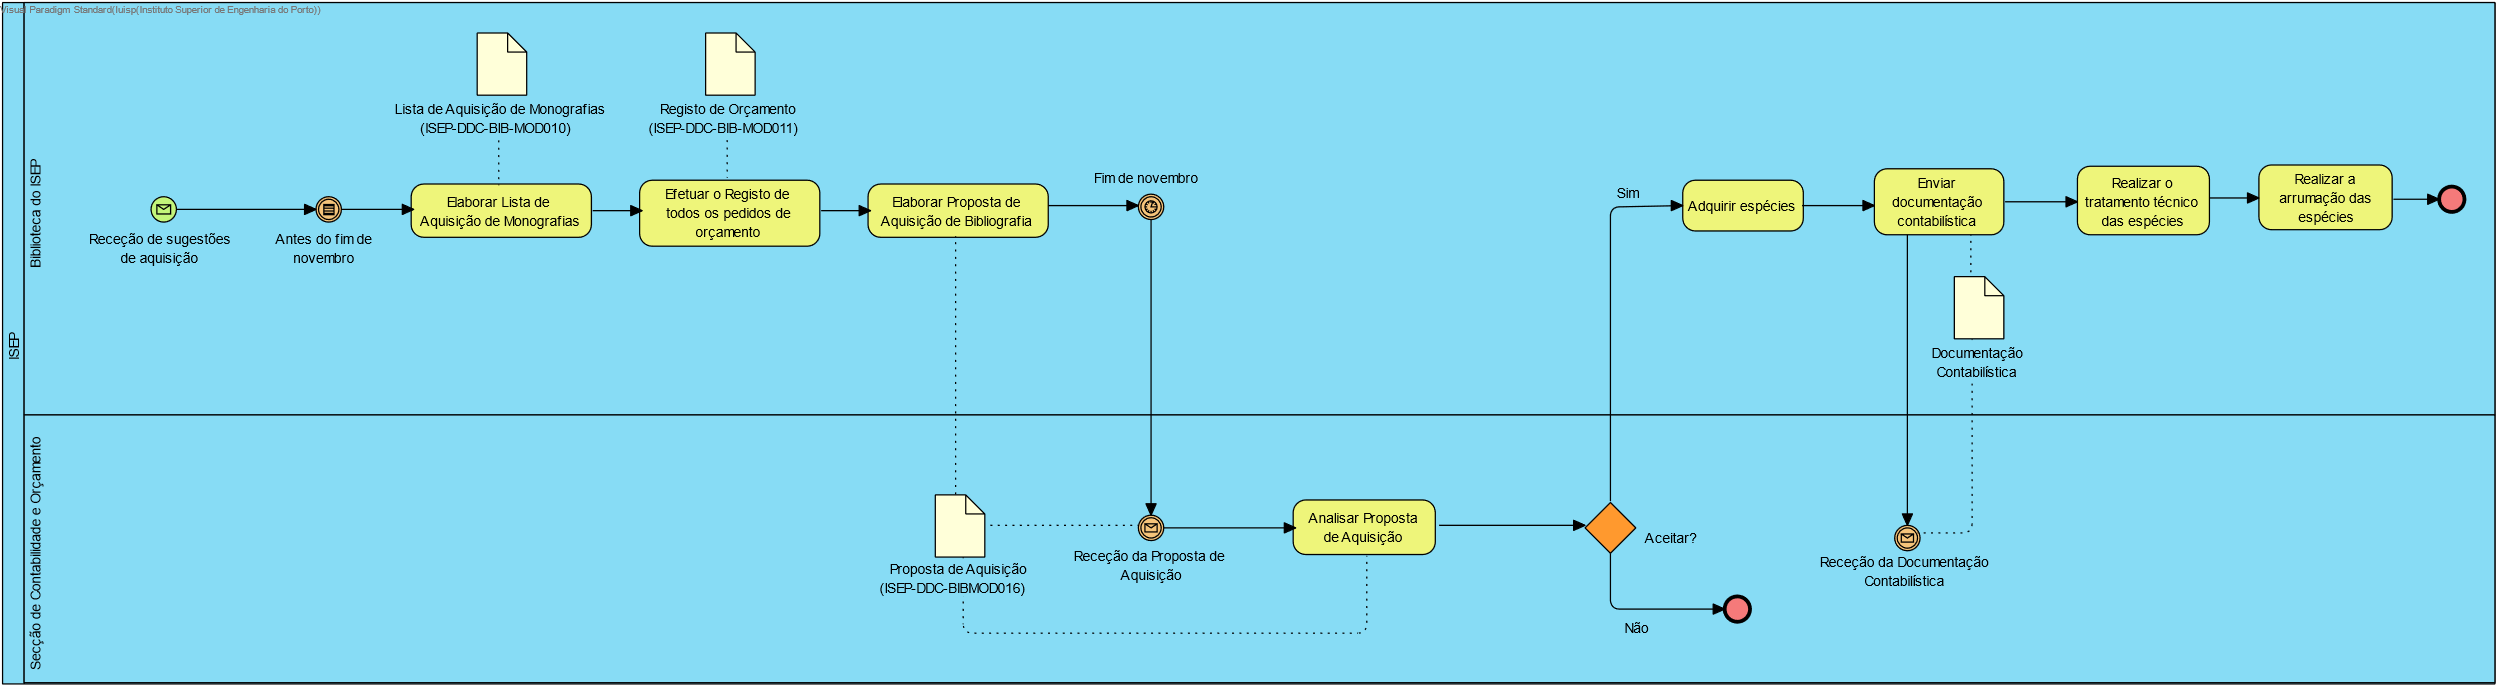 Visual Paradigm Standard(luisp(Instituto Superior de Engenharia do Porto))
ISEP
Biblioteca do ISEP
Lista de Aquisição de Monografias
(ISEP-DDC-BIB-MOD010)
Registo de Orçamento
(ISEP-DDC-BIB-MOD011)
Receção de sugestões
de aquisição
Antes do fim de
novembro
Elaborar Lista de
Aquisição de Monografias
Efetuar o Registo de
todos os pedidos de
orçamento
Elaborar Proposta de
Aquisição de Bibliografia
Fim de novembro
Sim
Adquirir espécies
Enviar
documentação
contabilística
Realizar o
tratamento técnico
das espécies
Realizar a
arrumação das
espécies
Documentação
Contabilística
Secção de Contabilidade e Orçamento
Proposta de Aquisição
(ISEP-DDC-BIBMOD016)
Receção da Proposta de
Aquisição
Analisar Proposta
de Aquisição
Aceitar?
Não
Receção da Documentação
Contabilística